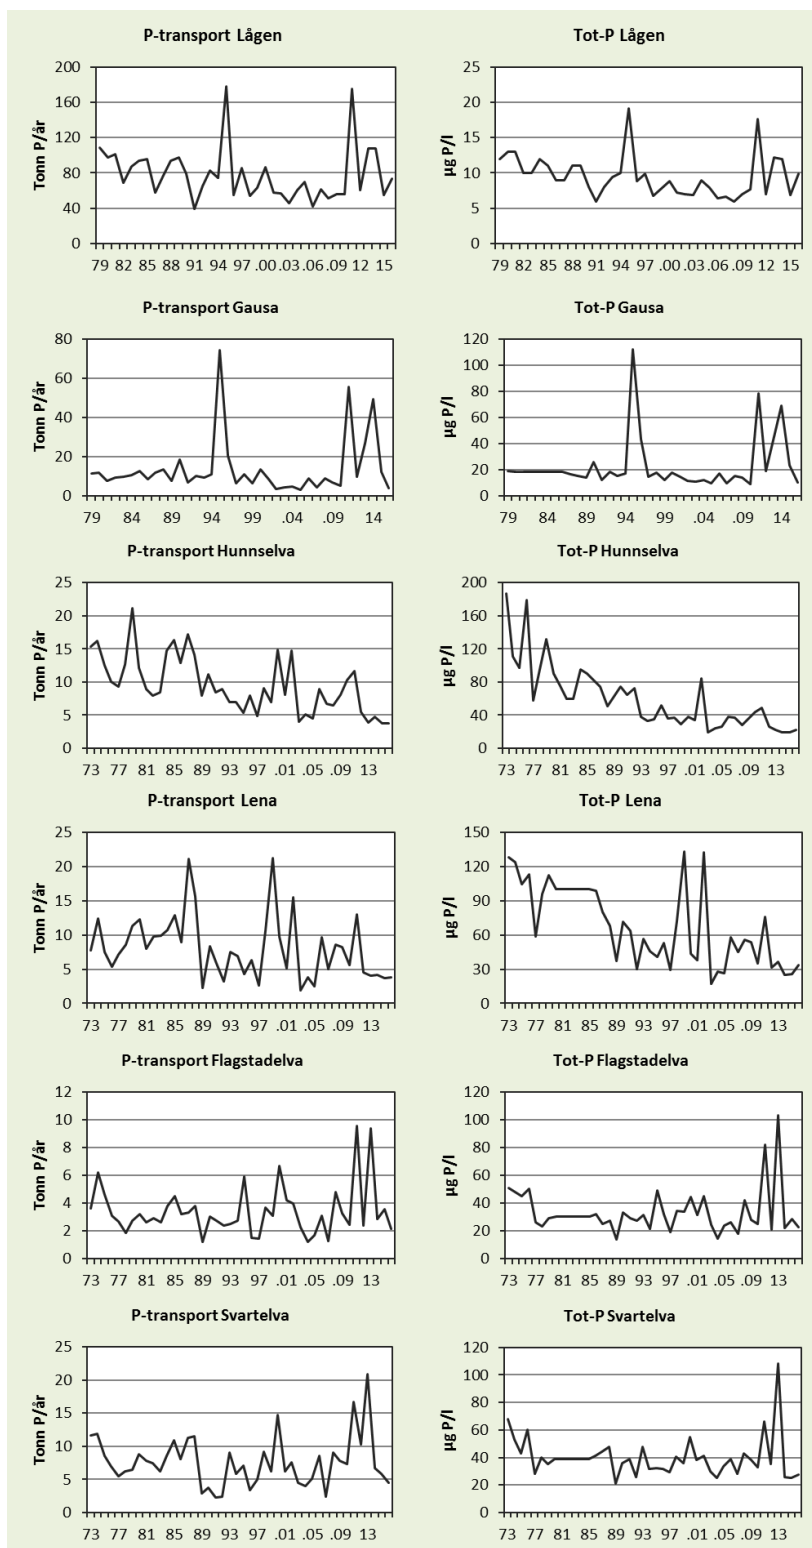 P-transport Lågen
Tonn P/år
200
160
120
80
40
0
79 82 85 88 91 94 97 .00 .03 .06 .09 12 15
Tot-P Lågen
µg P/l
25
20
15
10
5
0
79 82 85 88 91 94 97 .00 .03 .06 .09 12 15
P-transport Gausa
Tonn P/år
80
60
40
20
0
79 84 89 94 99 .04 .09 14
Tot-P Gausa
µg P/l
120
100
80
60
40
20
0
79 84 89 94 99 .04 .09 14
P-transport Hunnselva
Tonn P/år
25
20
15
10
5
0
73 77 81 85 89 93 97 .01 .05 .09 13
Tot-P Hunnselva
µg P/l
200
160
120
80
40
0
73 77 81 85 89 93 97 .01 .05 .09 13
P-transport Lena
Tonn P/år
25
20
15
10
5
0
73 77 81 85 89 93 97 .01 .05 .09 13
Tot-P Lena
µg P/l
150
120
90
60
30
0
73 77 81 85 89 93 97 .01 .05 .09 13
P-transport Flagstadelva
Tonn P/år
12
10
8
6
4
2
0
73 77 81 85 89 93 97 .01 .05 .09 13
Tot-P Flagstadelva
µg P/l
120
100
80
60
40
20
0
73 77 81 85 89 93 97 .01 .05 .09 13
P-transport Svartelva
Tonn P/år
25
20
15
10
5
0
73 77 81 85 89 93 97 .01 .05 .09 13
Tot-P Svartelva
µg P/l
120
100
80
60
40
20
0
73 77 81 85 89 93 97 .01 .05 .09 13